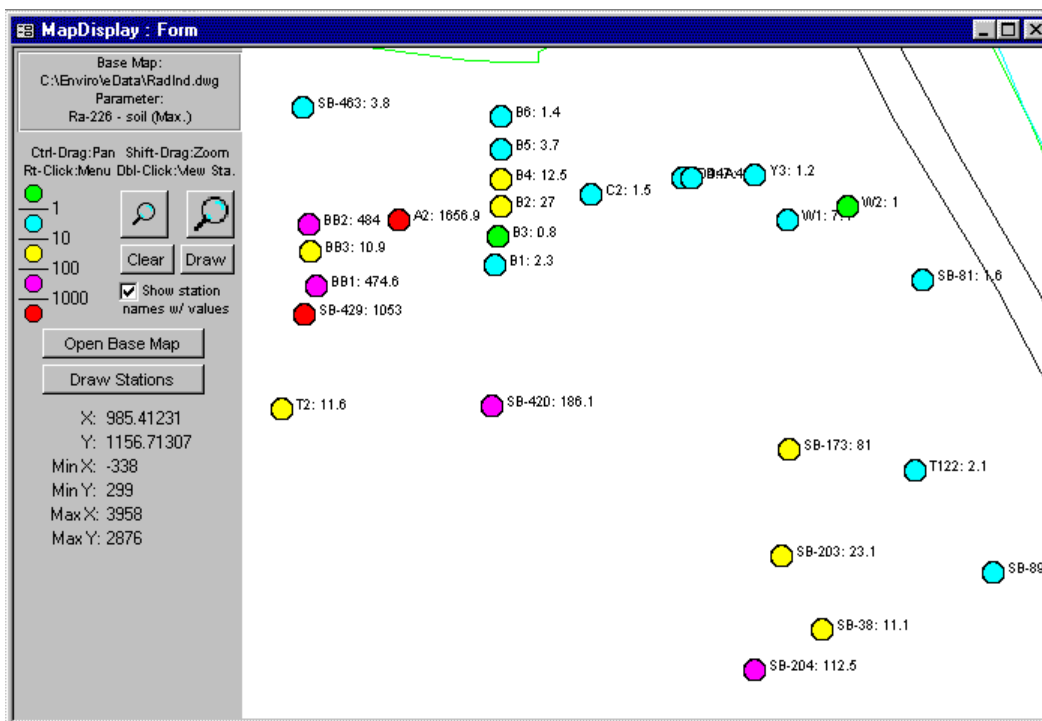 MapDisplay : Form
Base Map:
C:\Enviro\eData\RadInd.dwg
Parameter:
Ra-226 - soil (Max.)
Ctrl-Drag:Pan Shift-Drag:Zoom
Rt-Click:Menu Dbl-Click:View Sta.
1
10
100
1000
Clear Draw
Show station
names w/ values
Open Base Map
Draw Stations
X: 985.41231
Y: 1156.71307
Min X: -338
Min Y: 299
Max X: 3958
Max Y: 2876
SB-463: 3.8
B6: 1.4
B5: 3.7
B4: 12.5
Y3: 1.2
C2: 1.5
B2: 27
W2: 1
BB2: 484
A2: 1656.9
W1:
B3: 0.8
BB3: 10.9
B1: 2.3
SB-81: 1.6
BB1: 474.6
SB-429: 1053
T2: 11.6
SB-420: 186.1
SB-173: 81
T122: 2.1
SB-203: 23.1
SB-89
SB-38: 11.1
SB-204: 112.5